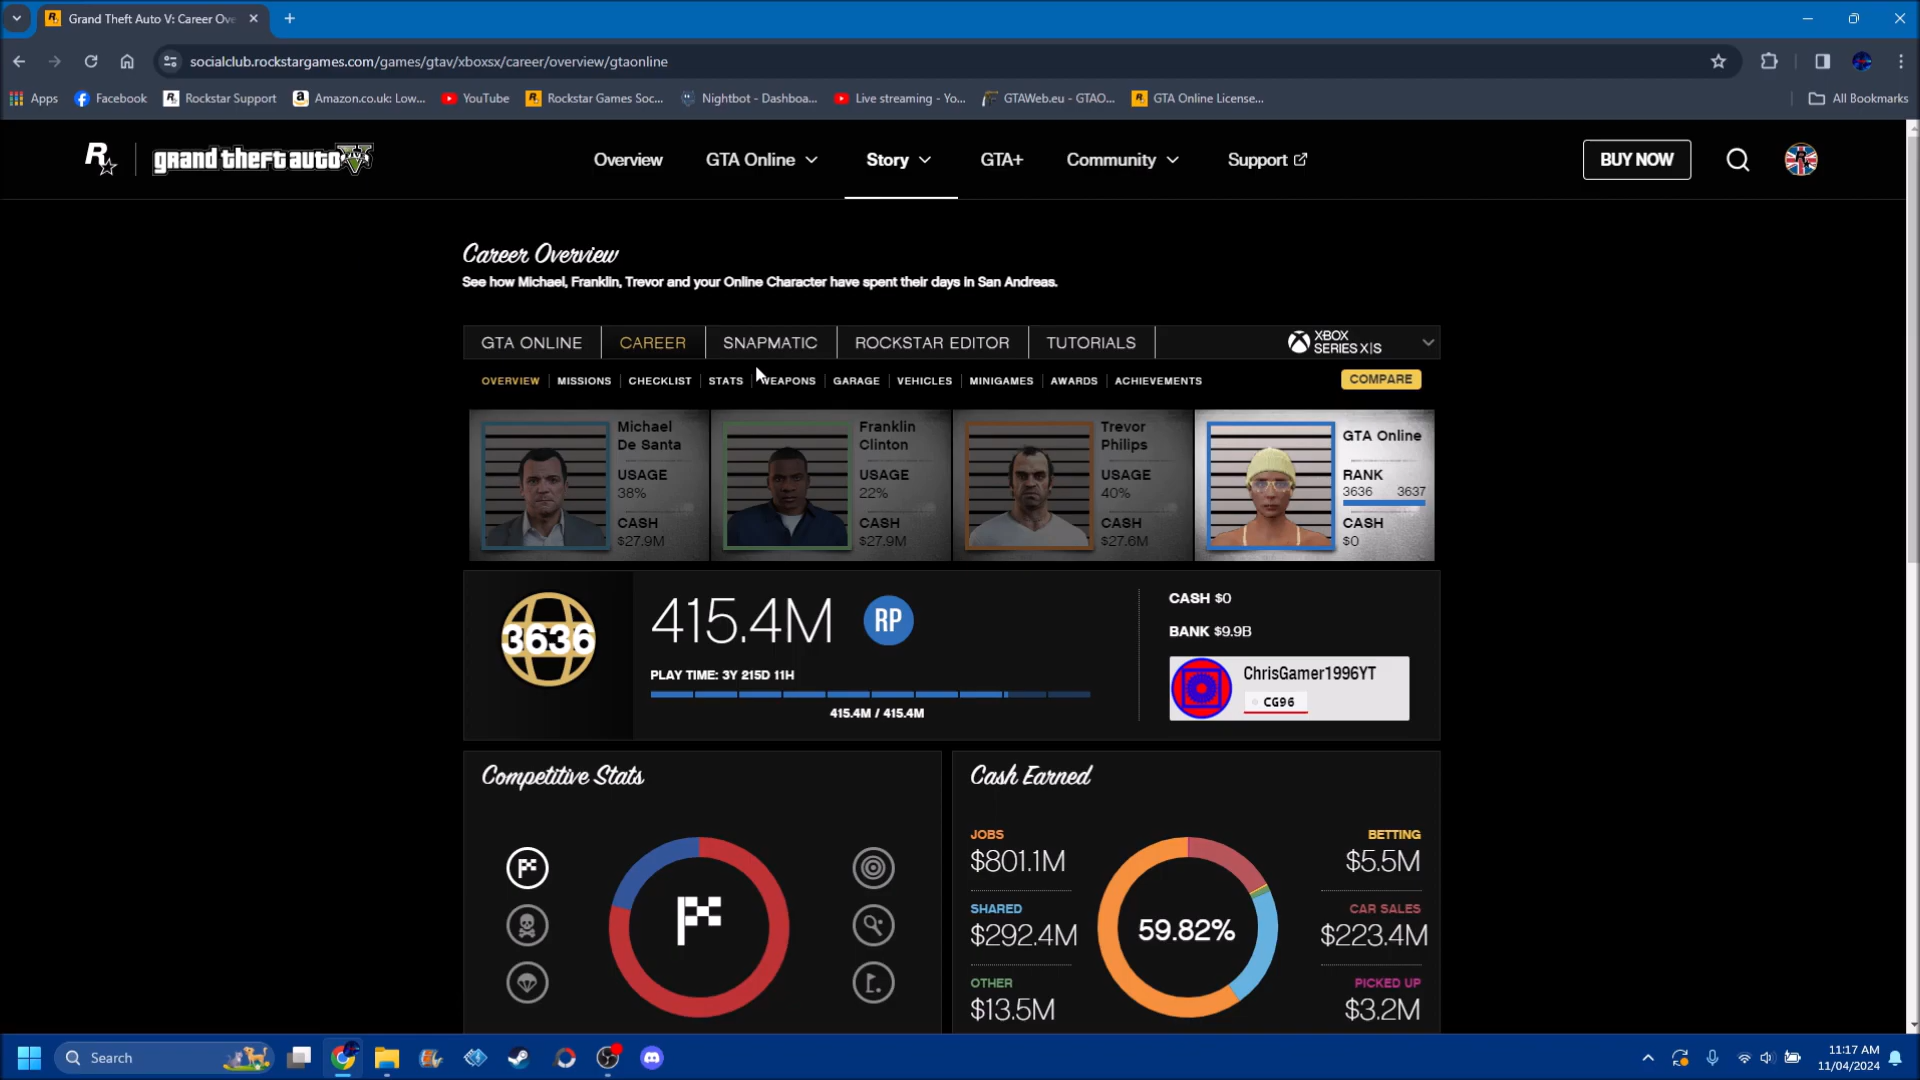 Grand Theft Auto V: Career Ove
socialclub.rockstargames.com/games/gtav/xboxsx/career/overview/gtaonline
Apps Facebook Rockstar Support Amazon.co.uk: Low... YouTube Rockstar Games Soc... Nightbot - Dashboa... Live streaming - Yo... GTAWeb.eu - GTAO... GTA Online License... All Bookmarks
R grand theft auto V Overview GTA Online Story GTA+ Community Support BUY NOW
Career Overview
See how Michael, Franklin, Trevor and your Online Character have spent their days in San Andreas.
GTA ONLINE CAREER SNAPMATIC ROCKSTAR EDITOR TUTORIALS XBOX SERIES X|S
OVERVIEW MISSIONS CHECKLIST STATS WEAPONS GARAGE VEHICLES MINIGAMES AWARDS ACHIEVEMENTS COMPARE
Michael
De Santa
USAGE
38%
CASH
$27.9M
Franklin
Clinton
USAGE
22%
CASH
$27.9M
Trevor
Philips
USAGE
40%
CASH
$27.6M
GTA Online
RANK
3636 3637
CASH
$0
3636
415.4M RP
PLAY TIME: 3Y 215D 11H
415.4M / 415.4M
CASH $0
BANK $9.9B
ChrisGamer1996YT
CG96
Competitive Stats
Cash Earned
JOBS
$801.1M
SHARED
$292.4M
OTHER
$13.5M
59.82%
BETTING
$5.5M
CAR SALES
$223.4M
PICKED UP
$3.2M
Search
11:17 AM
11/04/2024